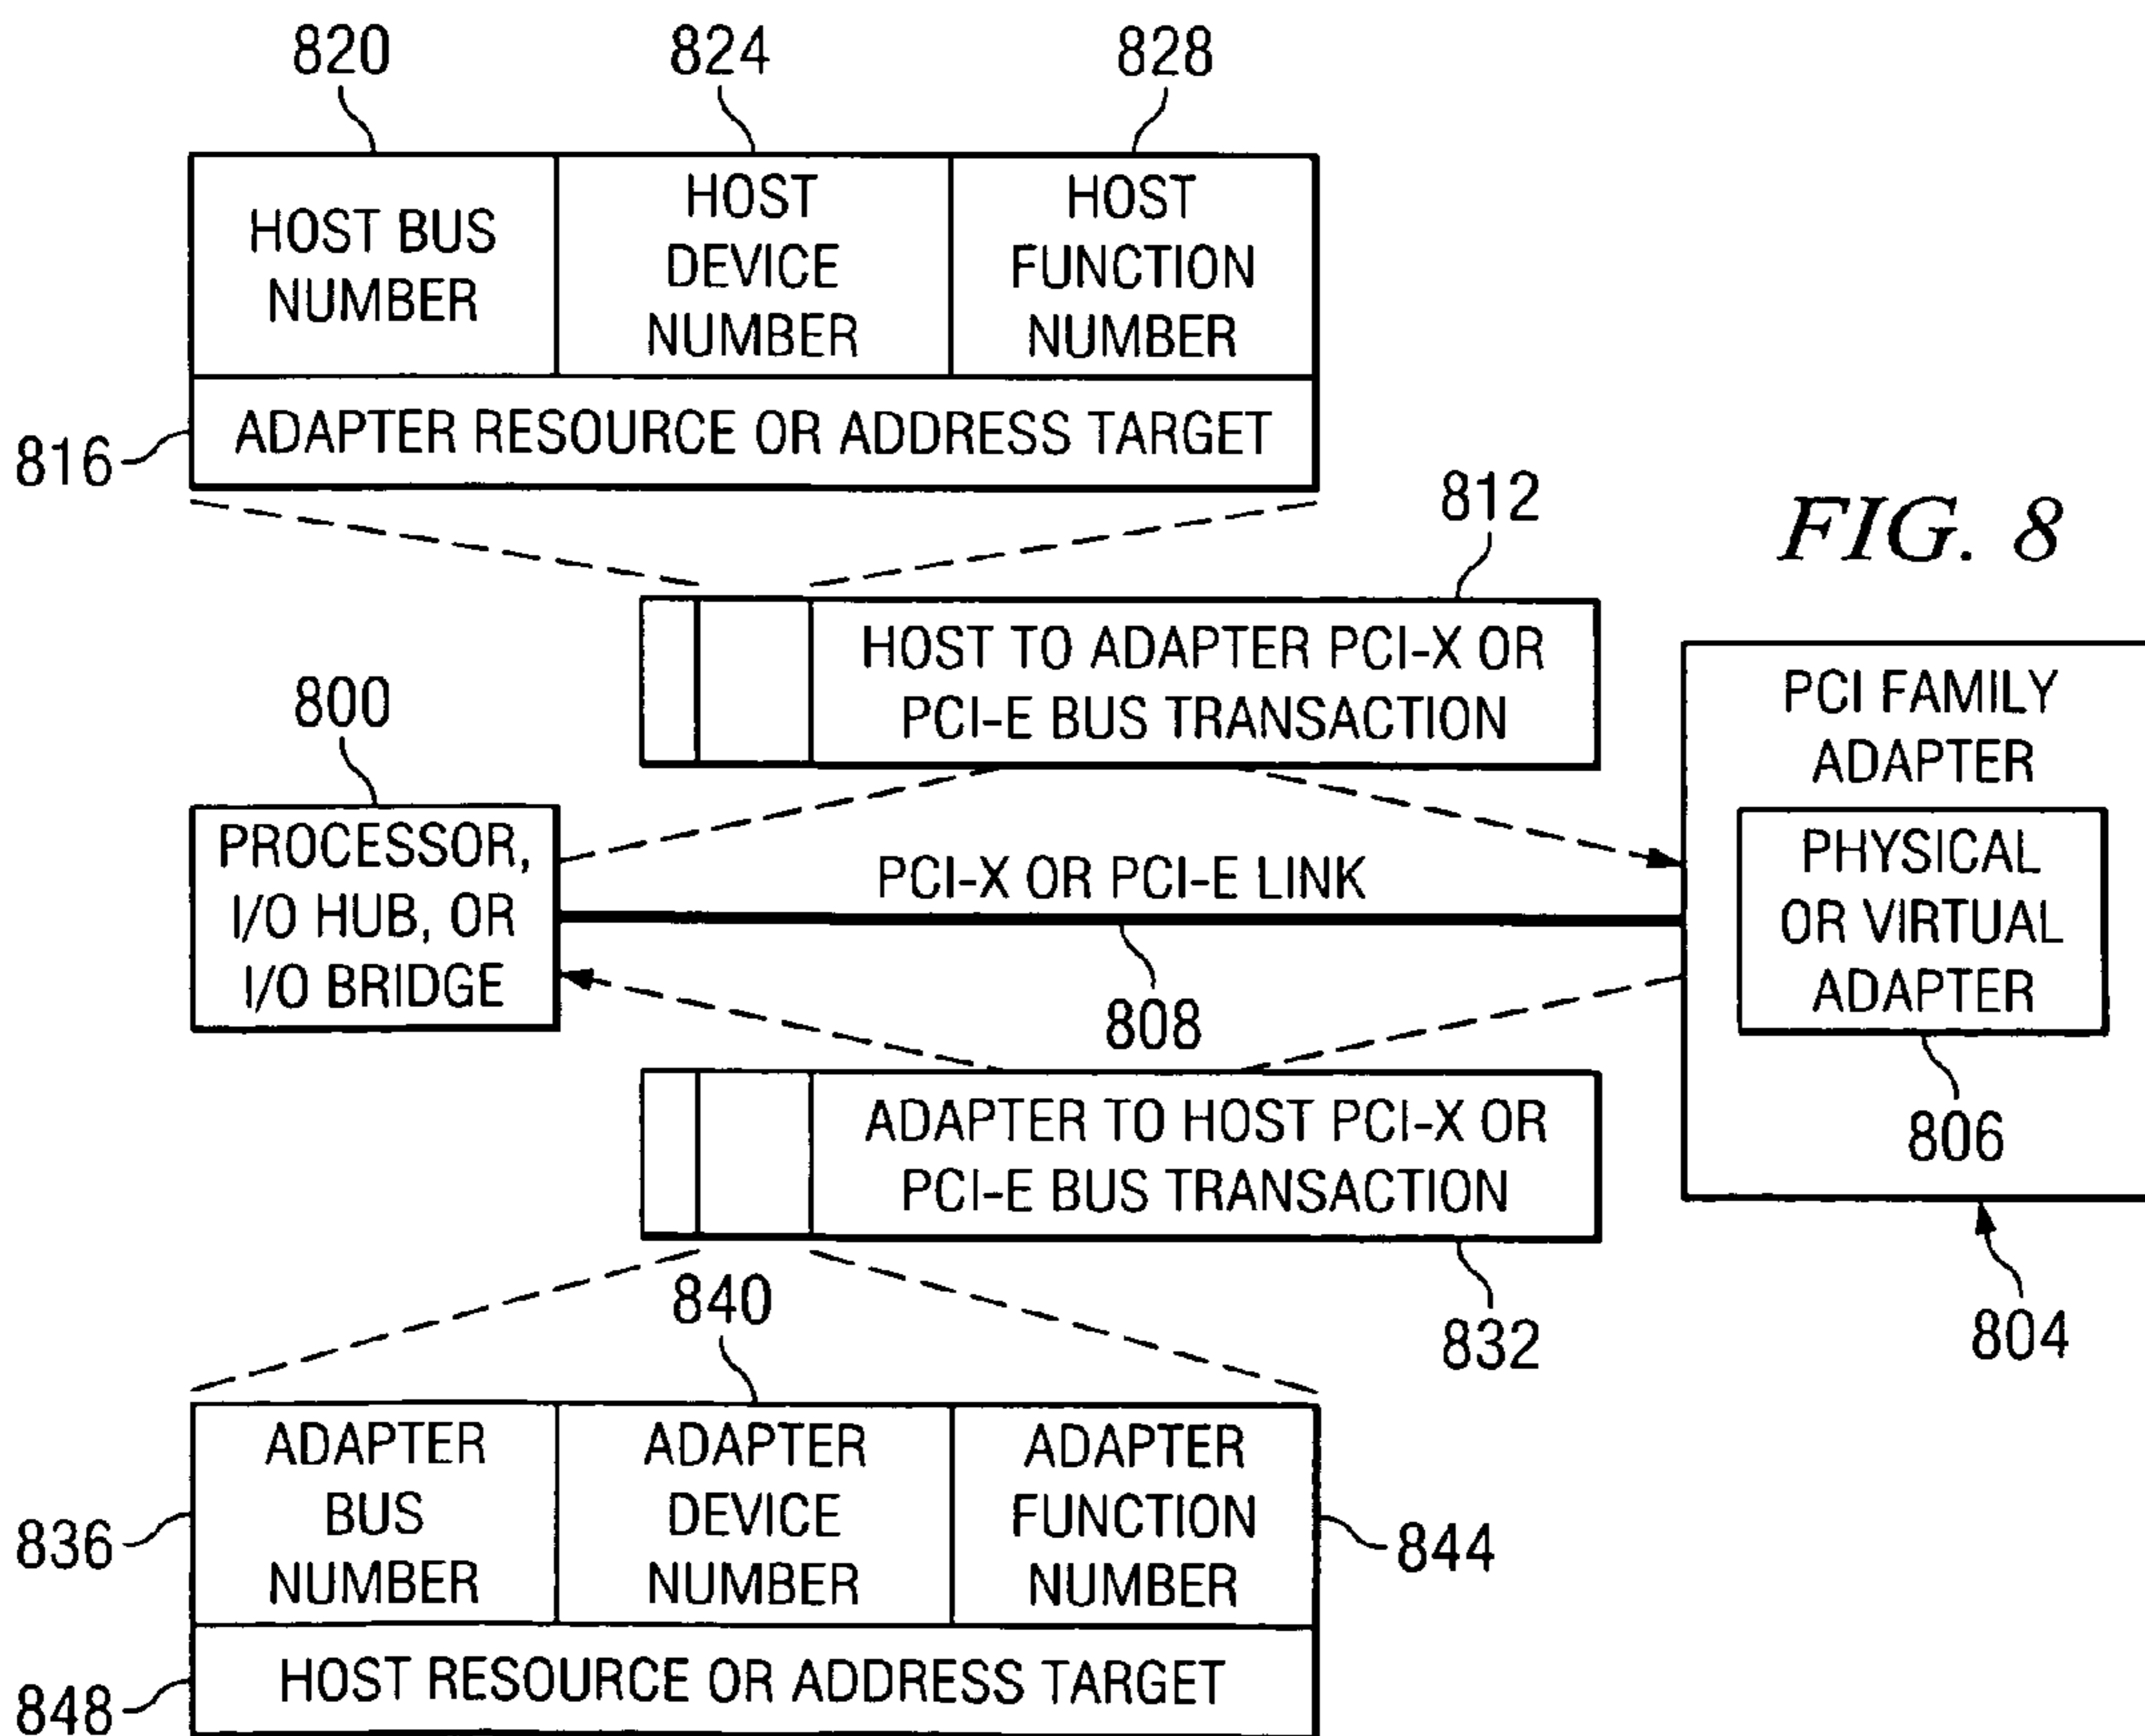 820
824
828
HOST BUS
NUMBER
HOST
DEVICE
NUMBER
HOST
FUNCTION
NUMBER
816
ADAPTER RESOURCE OR ADDRESS TARGET
812
FIG. 8
HOST TO ADAPTER PCI-X OR
PCI-E BUS TRANSACTION
800
PROCESSOR,
I/O HUB, OR
I/O BRIDGE
PCI-X OR PCI-E LINK
808
PCI FAMILY
ADAPTER
PHYSICAL
OR VIRTUAL
ADAPTER
806
804
ADAPTER TO HOST PCI-X OR
PCI-E BUS TRANSACTION
832
840
836
ADAPTER
BUS
NUMBER
ADAPTER
DEVICE
NUMBER
ADAPTER
FUNCTION
NUMBER
844
848
HOST RESOURCE OR ADDRESS TARGET